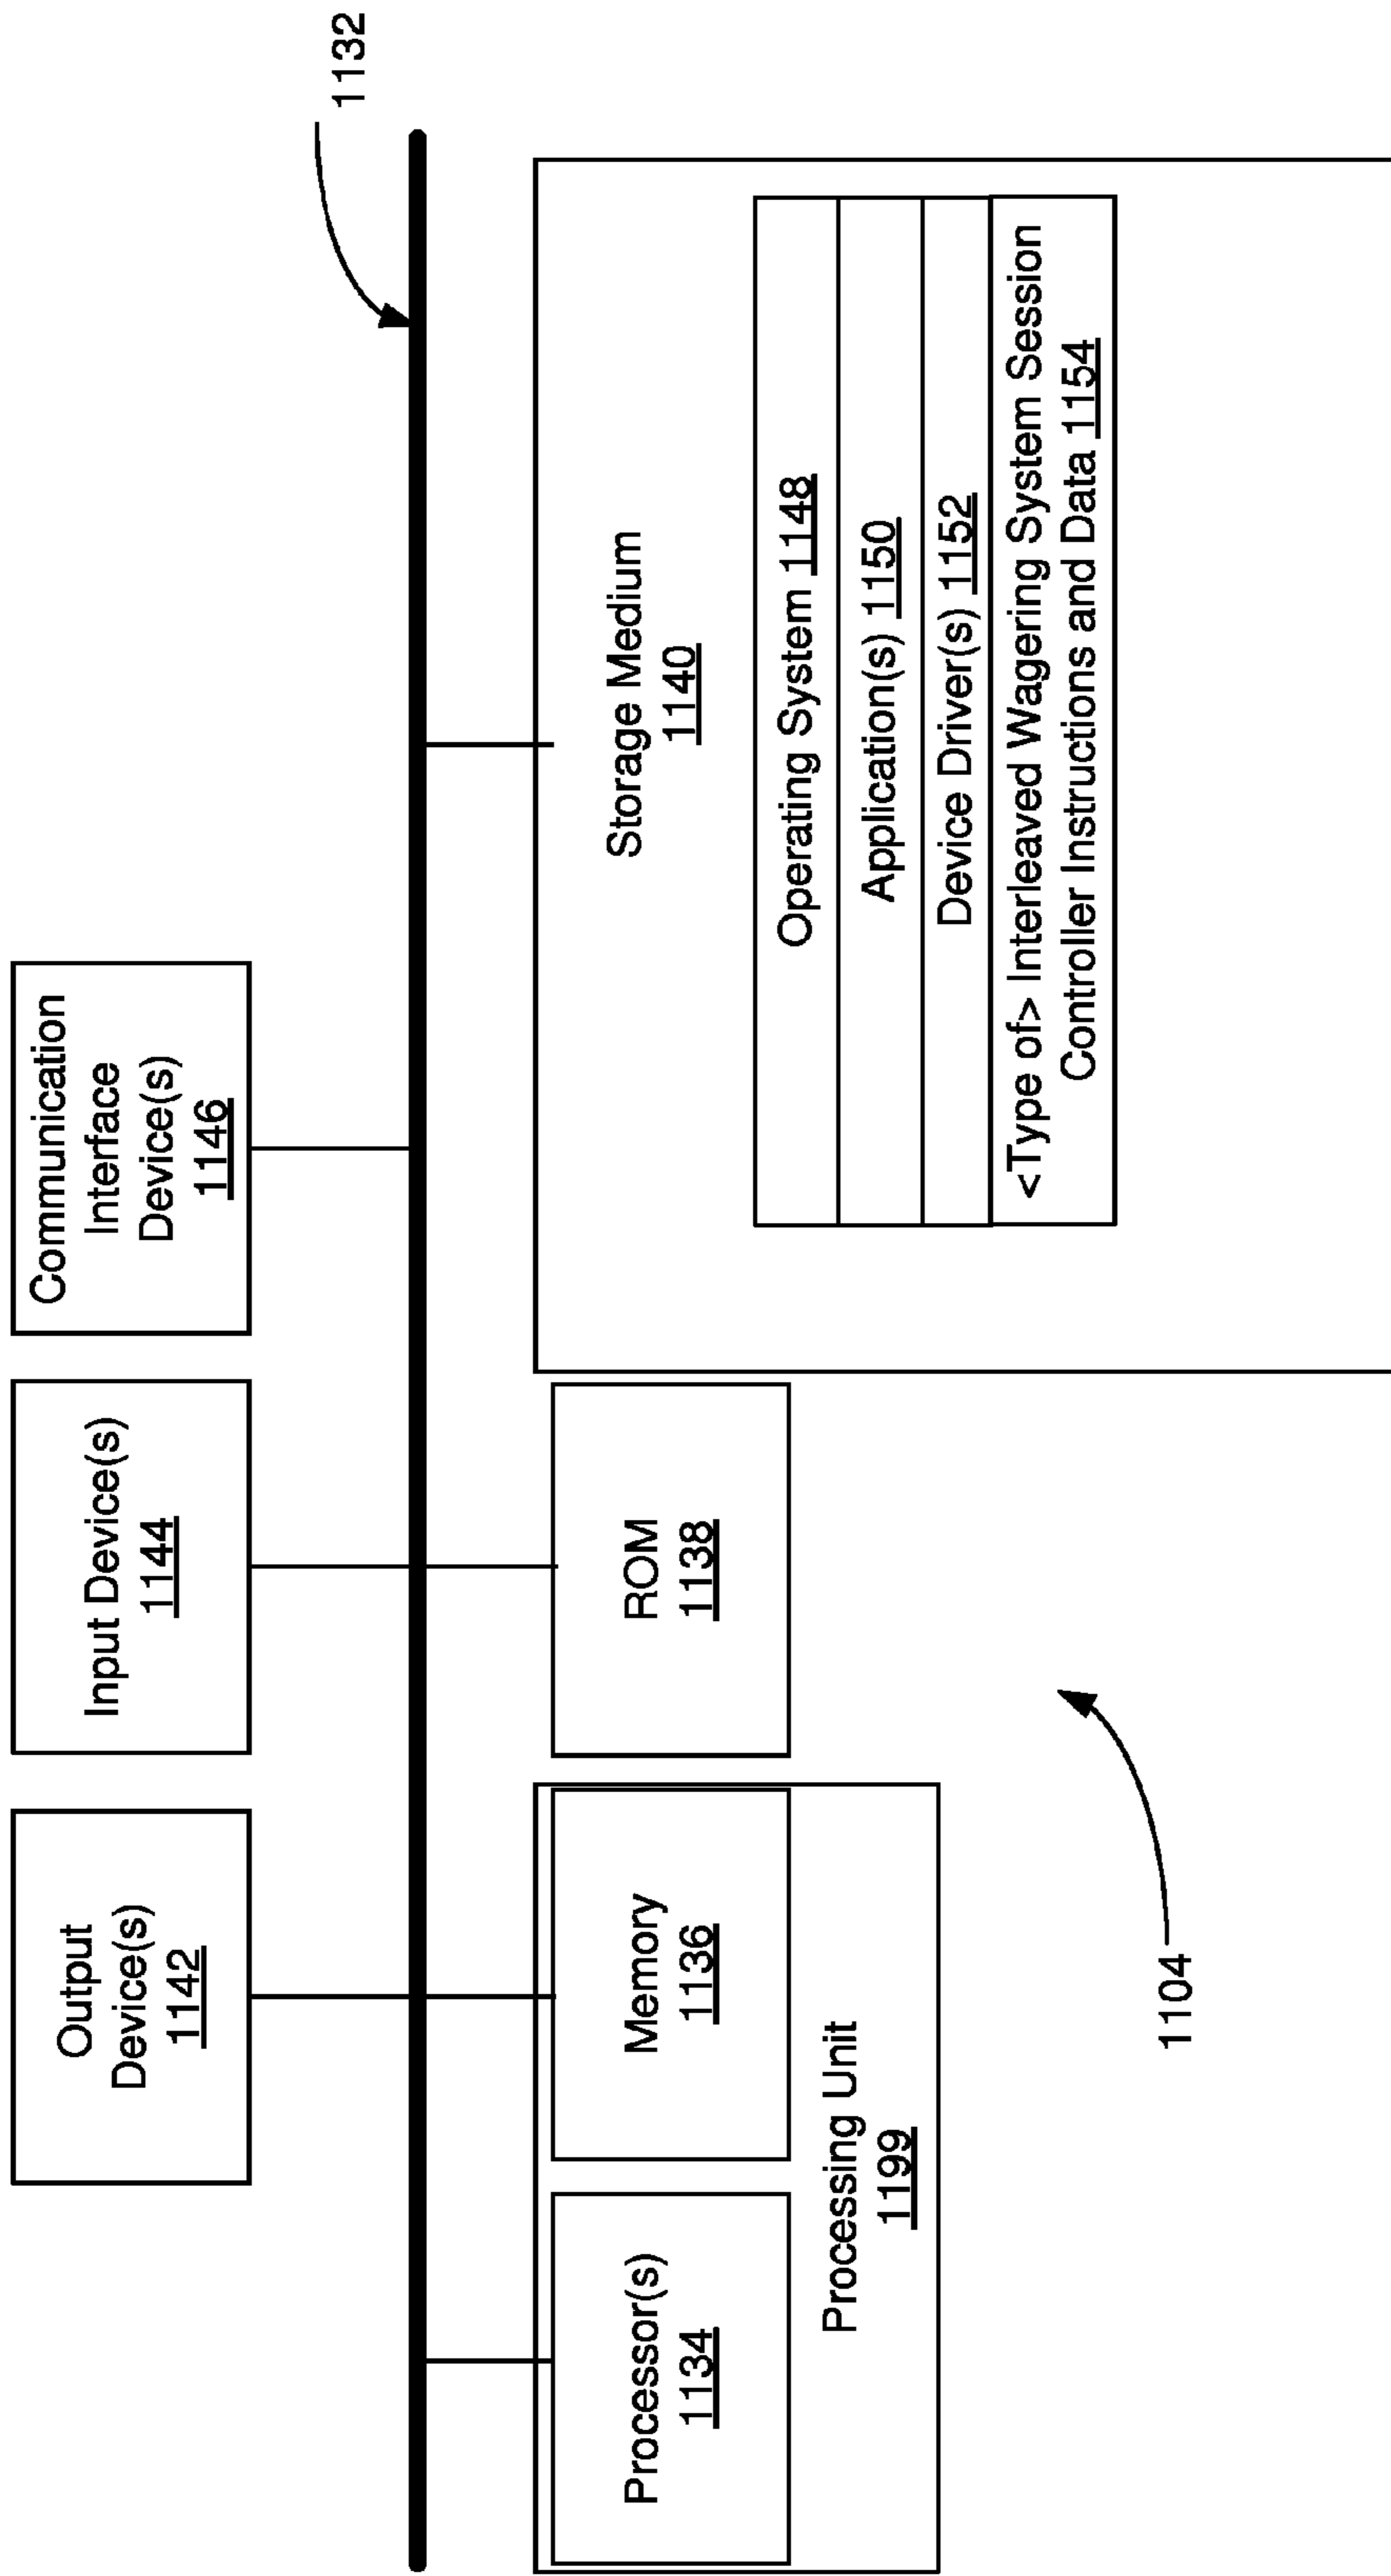 1132
Output
Device(s)
1142
Input Device(s)
1144
Communication
Interface
Device(s)
1146
Processor(s)
1134
Memory
1136
Processing Unit
1199
ROM
1138
Storage Medium
1140
Operating System 1148
Application(s) 1150
Device Driver(s) 1152
<Type of> Interleaved Wagering System Session
Controller Instructions and Data 1154
1104